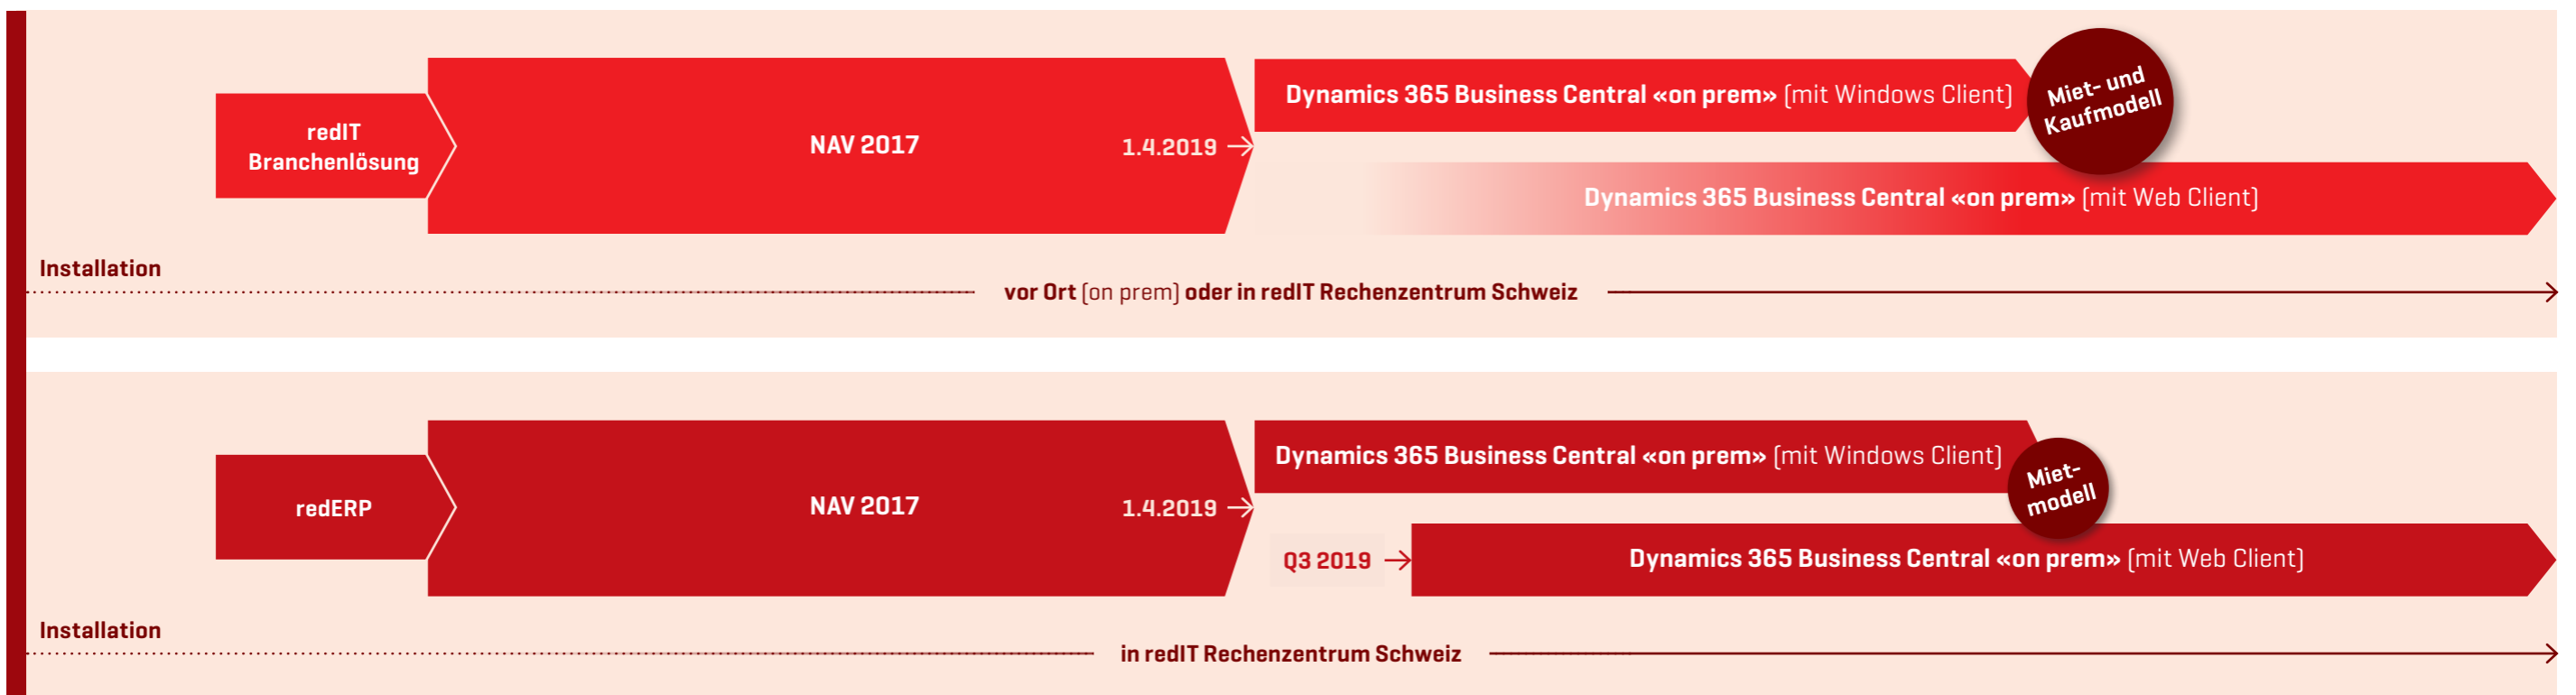 redIT
Branchenlösung
NAV 2017
1.4.2019 →
Dynamics 365 Business Central «on prem» (mit Windows Client)
Miet- und
Kaufmodell
Dynamics 365 Business Central «on prem» (mit Web Client)
Installation
vor Ort (on prem) oder in redIT Rechenzentrum Schweiz
redERP
NAV 2017
1.4.2019 →
Dynamics 365 Business Central «on prem» (mit Windows Client)
Miet-
modell
Q3 2019 →
Dynamics 365 Business Central «on prem» (mit Web Client)
Installation
in redIT Rechenzentrum Schweiz